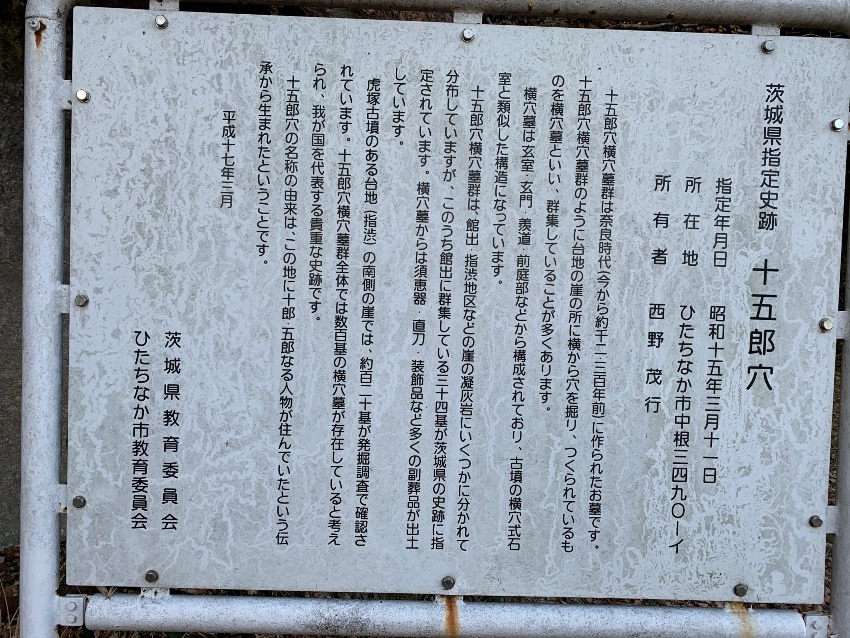 茨城県指定史跡　十五郎穴
指定年月日　昭和十五年三月十一日
所在地　ひたちなか市中根三四九〇ーイ
所有者　西野茂行
十五郎穴横穴墓群は奈良時代(今から約千二・三百年前)に作られたお墓です。
十五郎穴横穴墓群のように台地の崖の所に横から穴を掘り、つくられているも
のを横穴墓といい、群集していることが多くあります。
横穴墓は玄室・玄門・羨道・前庭部などから構成されており、古墳の横穴式石
室と類似した構造になっています。
十五郎穴横穴墓群は、館出・指渋地区などの崖の凝灰岩にいくつかに分かれて
分布していますが、このうち館出に群集している三十四基が茨城県の史跡に指
定されています。横穴墓からは須恵器・直刀・装飾品など多くの副葬品が出土
しています。
虎塚古墳のある台地(指渋)の南側の崖では、約百二十基が発掘調査で確認さ
れています。十五郎穴横穴墓群全体では数百基の横穴墓が存在していると考え
られ、我が国を代表する貴重な史跡です。
十五郎穴の名称の由来は、この地に十郎・五郎なる人物が住んでいたという伝
承から生まれたということです。
平成十七年三月
茨城県教育委員会
ひたちなか市教育委員会